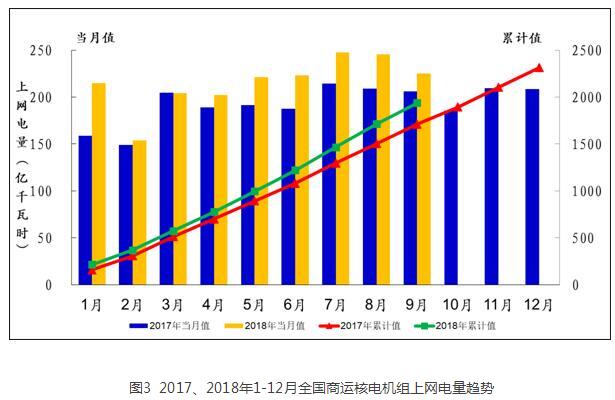 当月值 累计值
250 2500
200 2000
150 1500
100 1000
50 500
0 0
上网电量（亿千瓦时）
1月 2月 3月 4月 5月 6月 7月 8月 9月 10月 11月 12月
2017年当月值 2018年当月值 2017年累计值 2018年累计值
图3 2017、2018年1-12月全国商运核电机组上网电量趋势